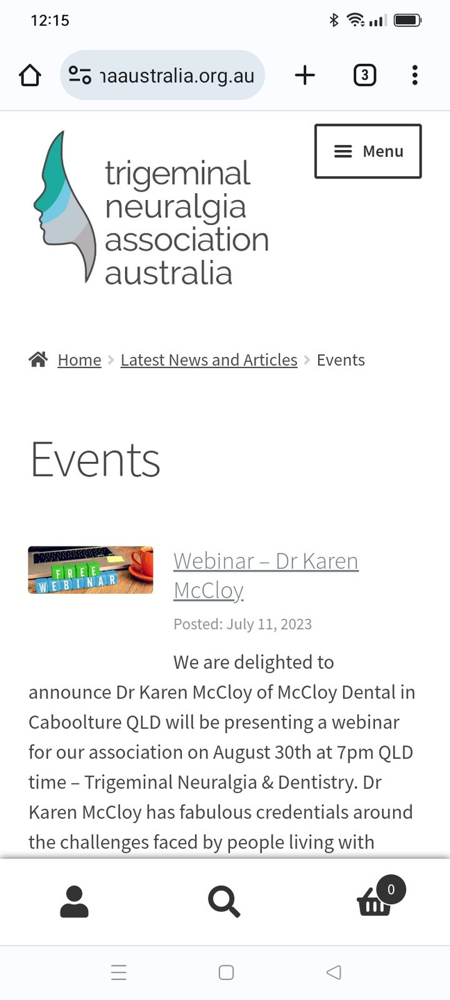 12:15
naaustralia.org.au
3
trigeminal
neuralgia
association
australia
Menu
Home
Latest News and Articles
Events
Events
FREE
WEBINAR
Webinar – Dr Karen
McCloy
Posted: July 11, 2023
We are delighted to
announce Dr Karen McCloy of McCloy Dental in
Caboolture QLD will be presenting a webinar
for our association on August 30th at 7pm QLD
time – Trigeminal Neuralgia & Dentistry. Dr
Karen McCloy has fabulous credentials around
the challenges faced by people living with
0